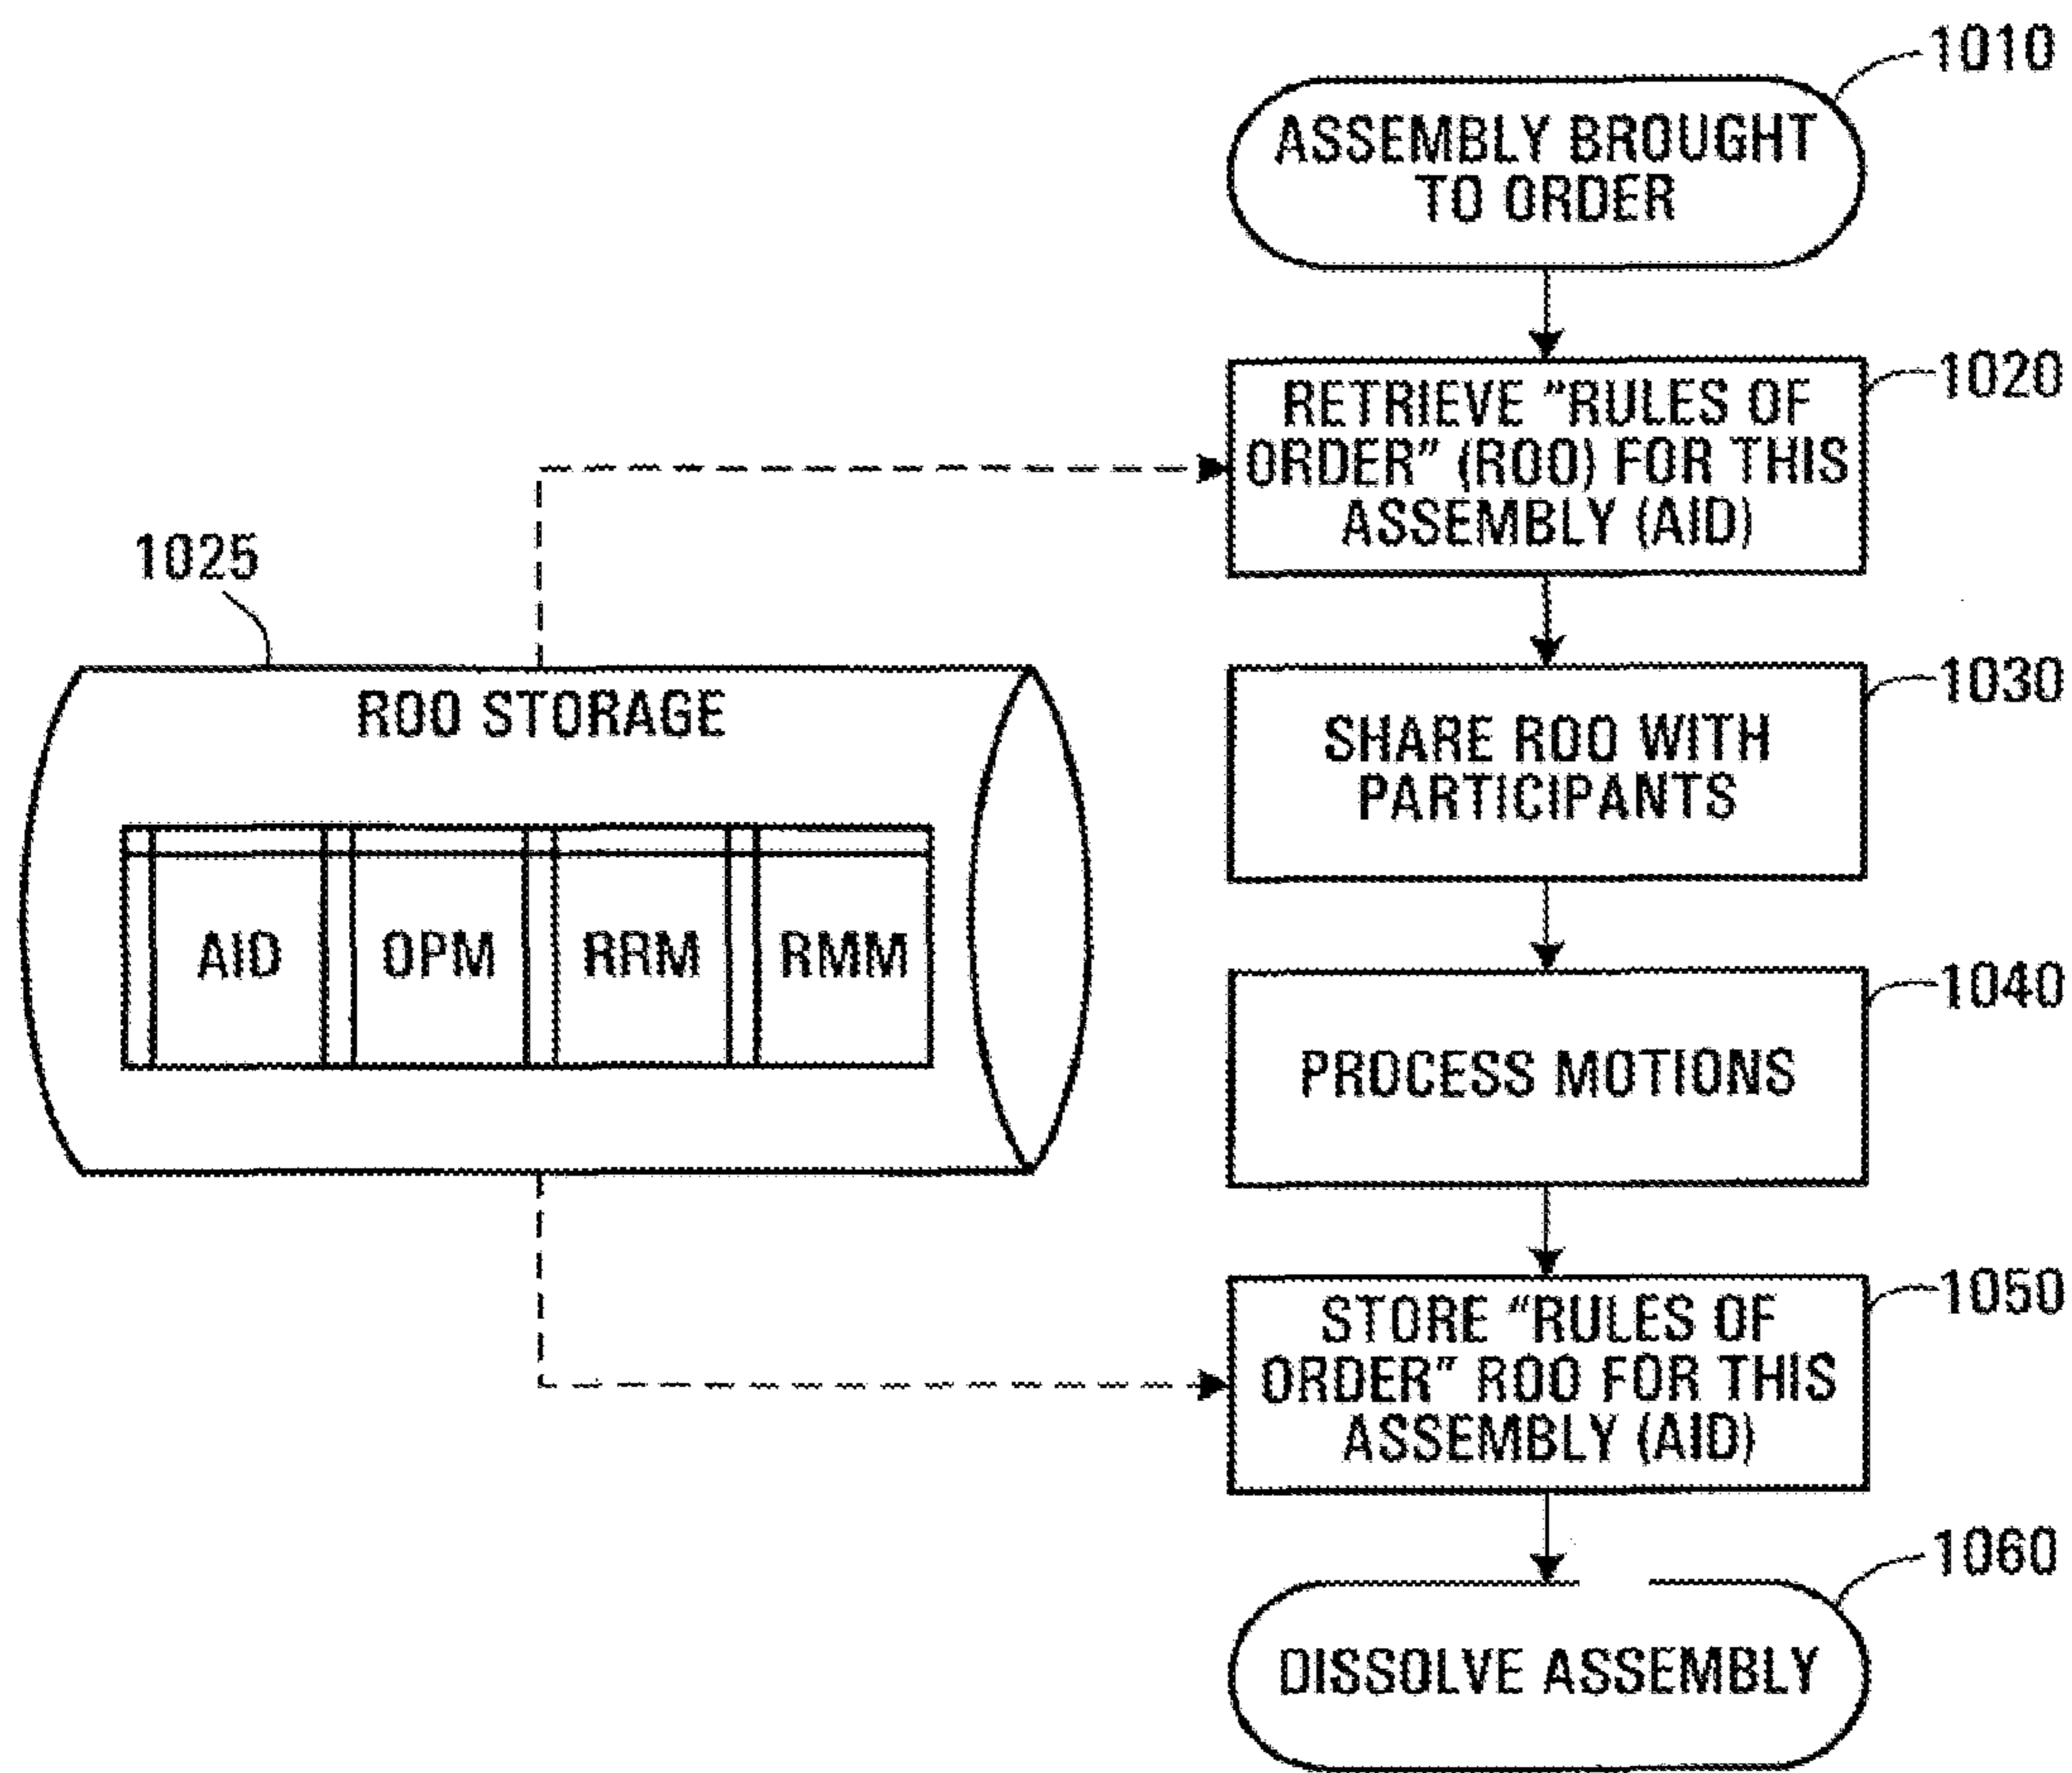 1010
ASSEMBLY BROUGHT
TO ORDER
1020
RETRIEVE “RULES OF
ORDER” (ROO) FOR THIS
ASSEMBLY (AID)
1025
ROO STORAGE
AID OPM RRM RMM
1030
SHARE ROO WITH
PARTICIPANTS
1040
PROCESS MOTIONS
1050
STORE “RULES OF
ORDER” ROO FOR THIS
ASSEMBLY (AID)
1060
DISSOLVE ASSEMBLY